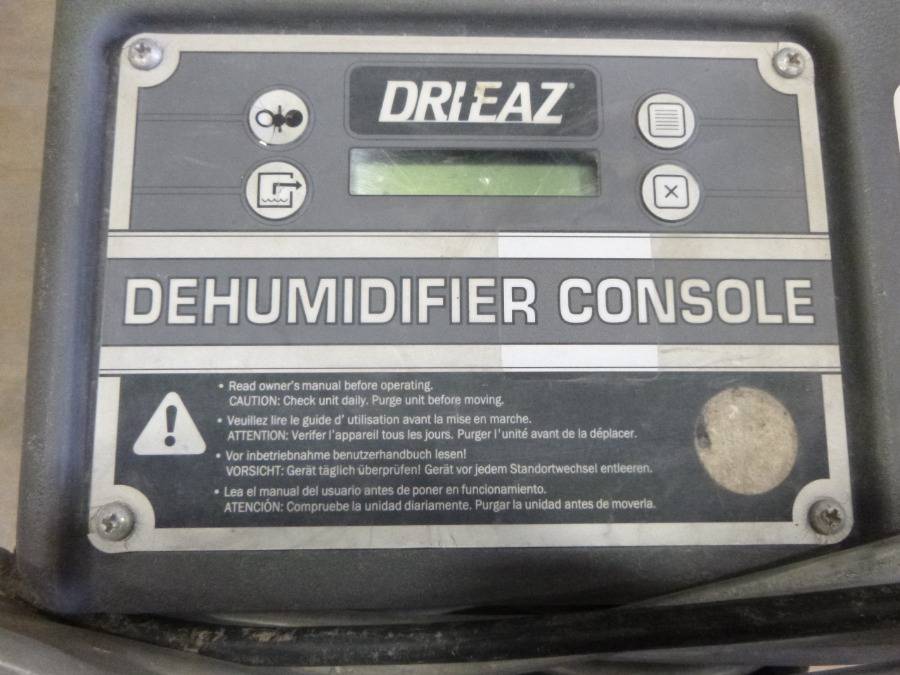 DRI-EAZ®
DEHUMIDIFIER CONSOLE
• Read owner's manual before operating.
CAUTION: Check unit daily. Purge unit before moving.
• Veuillez lire le guide d' utilisation avant la mise en marche.
ATTENTION: Verifer l'appareil tous les jours. Purger l'unité avant de la déplacer.
• Vor inbetriebnahme benutzerhandbuch lesen!
VORSICHT: Gerät täglich überprüfen! Gerät vor jedem Standortwechsel entleeren.
• Lea el manual del usuario antes de poner en funcionamiento.
ATENCIÓN: Compruebe la unidad diariamente. Purgar la unidad antes de moverla.